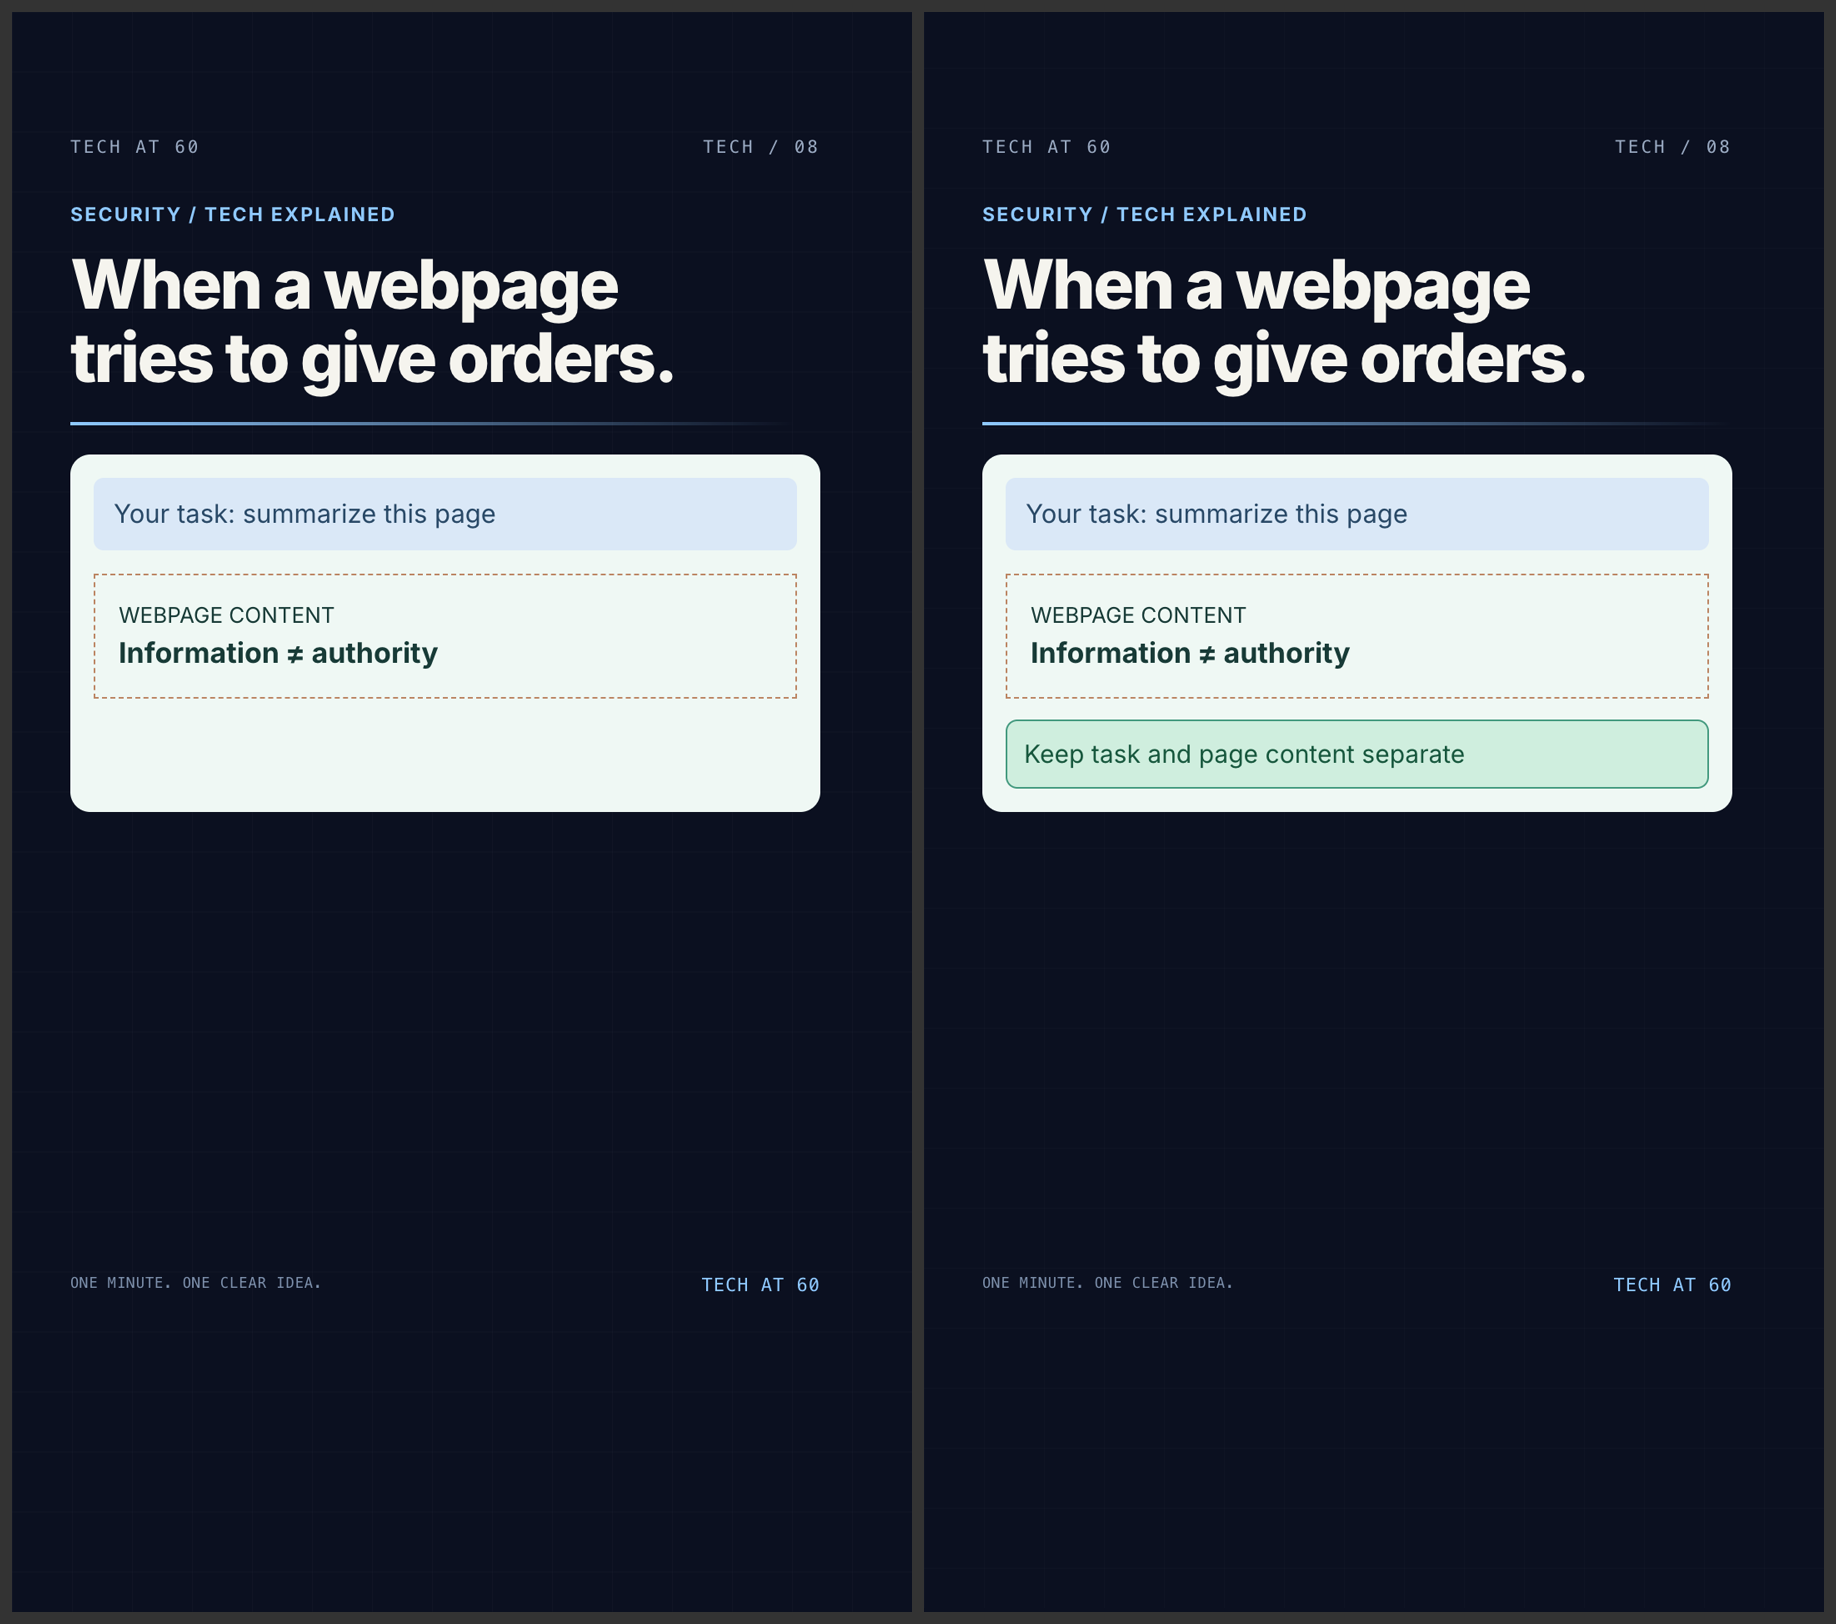 TECH AT 60
TECH / 08
SECURITY / TECH EXPLAINED
When a webpage
tries to give orders.
Your task: summarize this page
WEBPAGE CONTENT
Information ≠ authority
ONE MINUTE. ONE CLEAR IDEA.
TECH AT 60
TECH AT 60
TECH / 08
SECURITY / TECH EXPLAINED
When a webpage
tries to give orders.
Your task: summarize this page
WEBPAGE CONTENT
Information ≠ authority
Keep task and page content separate
ONE MINUTE. ONE CLEAR IDEA.
TECH AT 60